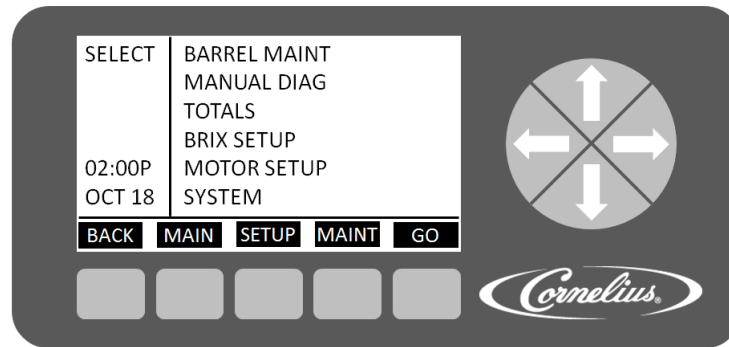 SELECT
02:00P
OCT 18
BARREL MAINT
MANUAL DIAG
TOTALS
BRIX SETUP
MOTOR SETUP
SYSTEM
BACK MAIN SETUP MAINT GO
Cornelius®